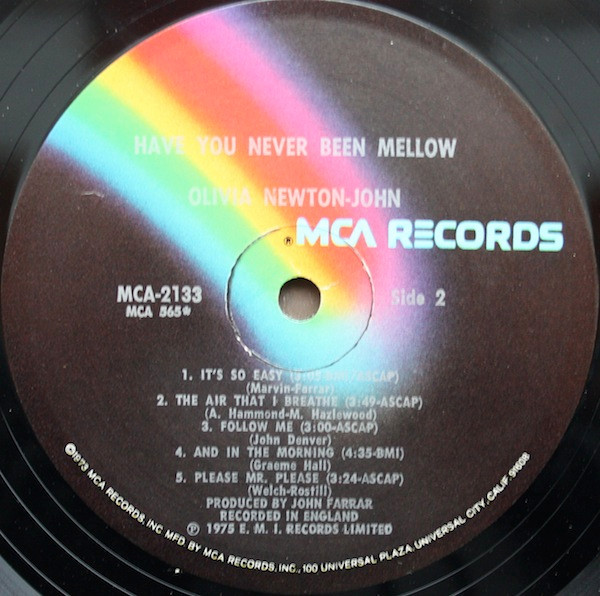 HAVE YOU NEVER BEEN MELLOW
OLIVIA NEWTON-JOHN
® MCA RECORDS
MCA-2133
MCA 565*
Side 2
1. IT'S SO EASY
(Marvin-Farrar)
2. THE AIR THAT I BREATHE (3:49-ASCAP)
(A. Hammond-M. Hazlewood)
3. FOLLOW ME (3:00-ASCAP)
(John Denver)
4. AND IN THE MORNING (4:35-BMI)
(Graeme Hall)
5. PLEASE MR. PLEASE (3:24-ASCAP)
(Welch-Rostill)
PRODUCED BY JOHN FARRAR
RECORDED IN ENGLAND
℗ 1975 E. M. I. RECORDS LIMITED
©1973 MCA RECORDS, INC MFD. BY MCA RECORDS, INC., 100 UNIVERSAL PLAZA, UNIVERSAL CITY, CALIF. 91608